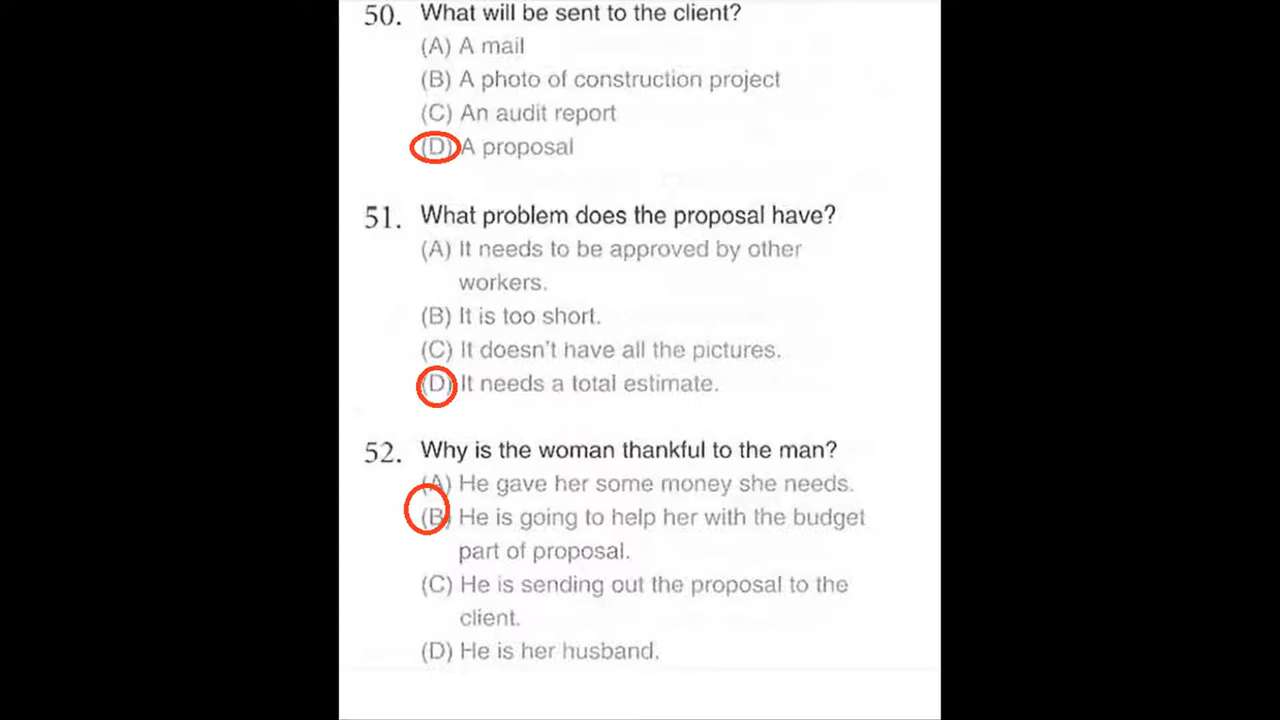 50. What will be sent to the client?
(A) A mail
(B) A photo of construction project
(C) An audit report
(D) A proposal
51. What problem does the proposal have?
(A) It needs to be approved by other
workers.
(B) It is too short.
(C) It doesn't have all the pictures.
(D) It needs a total estimate.
52. Why is the woman thankful to the man?
(A) He gave her some money she needs.
(B) He is going to help her with the budget
part of proposal.
(C) He is sending out the proposal to the
client.
(D) He is her husband.